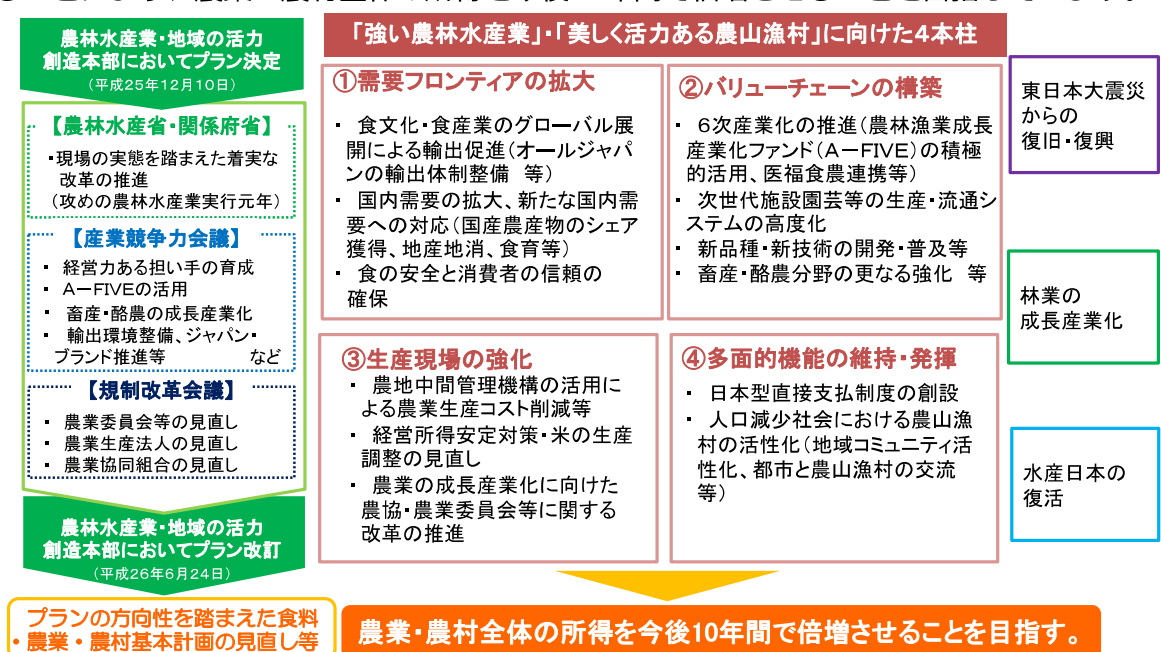 農林水産業・地域の活力
創造本部においてプラン決定
(平成25年12月10日)
【農林水産省・関係府省】
・現場の実態を踏まえた着実な
改革の推進
(攻めの農林水産業実行元年)
【産業競争力会議】
・ 経営力ある担い手の育成
・ A-FIVEの活用
・ 畜産・酪農の成長産業化
・ 輸出環境整備、ジャパン・
ブランド推進等 など
【規制改革会議】
・ 農業委員会等の見直し
・ 農業生産法人の見直し
・ 農業協同組合の見直し
農林水産業・地域の活力
創造本部においてプラン改訂
(平成26年6月24日)
プランの方向性を踏まえた食料
・農業・農村基本計画の見直し等
「強い農林水産業」・「美しく活力ある農山漁村」に向けた4本柱
①需要フロンティアの拡大
・ 食文化・食産業のグローバル展
開による輸出促進(オールジャパ
ンの輸出体制整備 等)
・ 国内需要の拡大、新たな国内需
要への対応(国産農産物のシェア
獲得、地産地消、食育等)
・ 食の安全と消費者の信頼の
確保
②バリューチェーンの構築
・ 6次産業化の推進(農林漁業成長
産業化ファンド(A-FIVE)の積極
的活用、医福食農連携等)
・ 次世代施設園芸等の生産・流通シ
ステムの高度化
・ 新品種・新技術の開発・普及等
・ 畜産・酪農分野の更なる強化 等
③生産現場の強化
・ 農地中間管理機構の活用に
よる農業生産コスト削減等
・ 経営所得安定対策・米の生産
調整の見直し
・ 農業の成長産業化に向けた
農協・農業委員会等に関する
改革の推進
④多面的機能の維持・発揮
・ 日本型直接支払制度の創設
・ 人口減少社会における農山漁
村の活性化(地域コミュニティ活
性化、都市と農山漁村の交流
等)
東日本大震災
からの
復旧・復興
林業の
成長産業化
水産日本の
復活
農業・農村全体の所得を今後10年間で倍増させることを目指す。